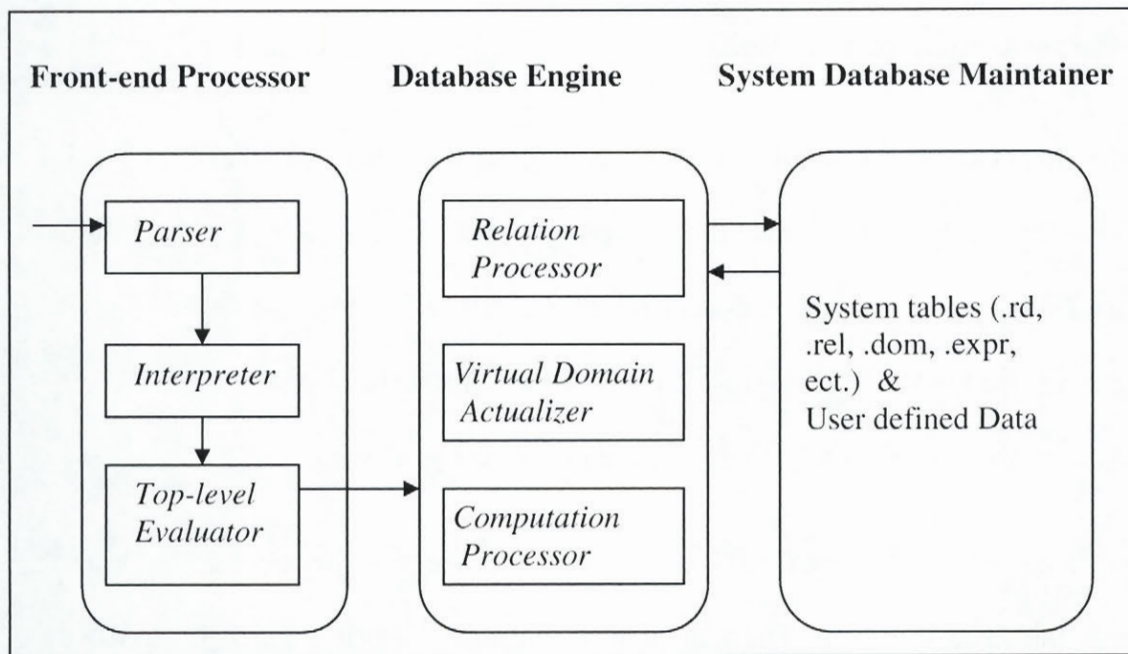 Front-end Processor
Database Engine
System Database Maintainer
Parser
Interpreter
Top-level
Evaluator
Relation
Processor
Virtual Domain
Actualizer
Computation
Processor
System tables (.rd,
.rel, .dom, .expr,
ect.) &
User defined Data